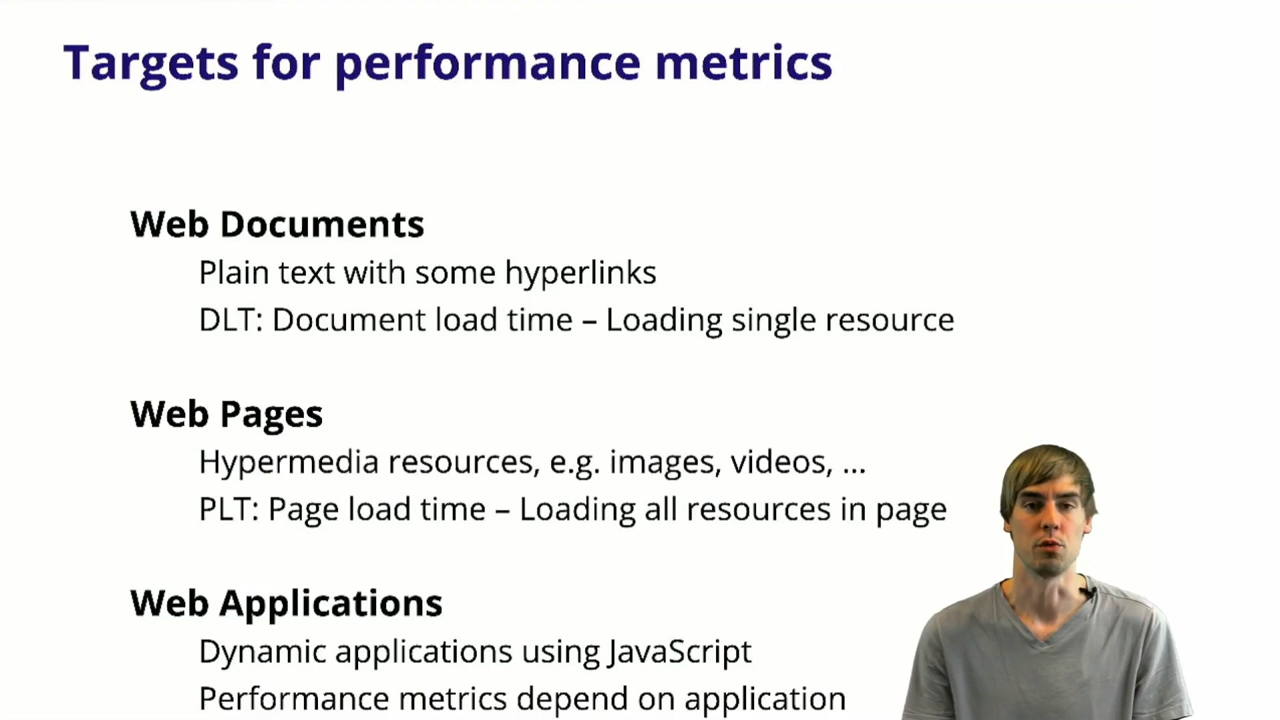 Targets for performance metrics
Web Documents
Plain text with some hyperlinks
DLT: Document load time – Loading single resource
Web Pages
Hypermedia resources, e.g. images, videos, ...
PLT: Page load time – Loading all resources in page
Web Applications
Dynamic applications using JavaScript
Performance metrics depend on application